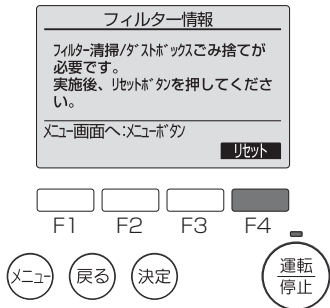 フィルター情報
フィルター清掃/ダストボックスごみ捨てが
必要です。
実施後、リセットボタンを押してくださ
い。
メニュー画面へ:メニューボタン
リセット
F1 F2 F3 F4
メニュー 戻る 決定 運転
停止